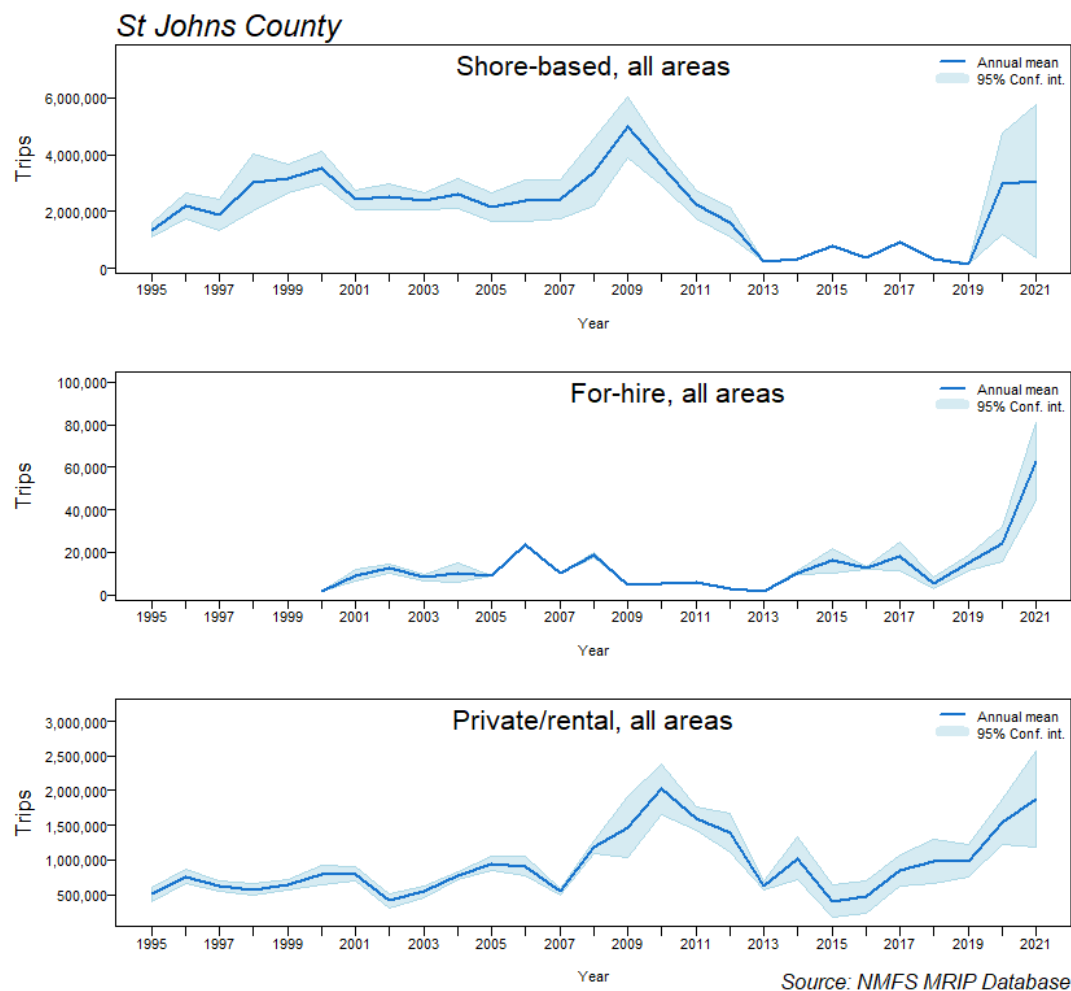 St Johns County
Shore-based, all areas
Annual mean
95% Conf. int.
6,000,000
4,000,000
2,000,000
0
Trips
1995 1997 1999 2001 2003 2005 2007 2009 2011 2013 2015 2017 2019 2021
Year
For-hire, all areas
Annual mean
95% Conf. int.
100,000
80,000
60,000
40,000
20,000
0
Trips
1995 1997 1999 2001 2003 2005 2007 2009 2011 2013 2015 2017 2019 2021
Year
Private/rental, all areas
Annual mean
95% Conf. int.
3,000,000
2,500,000
2,000,000
1,500,000
1,000,000
500,000
Trips
1995 1997 1999 2001 2003 2005 2007 2009 2011 2013 2015 2017 2019 2021
Year
Source: NMFS MRIP Database